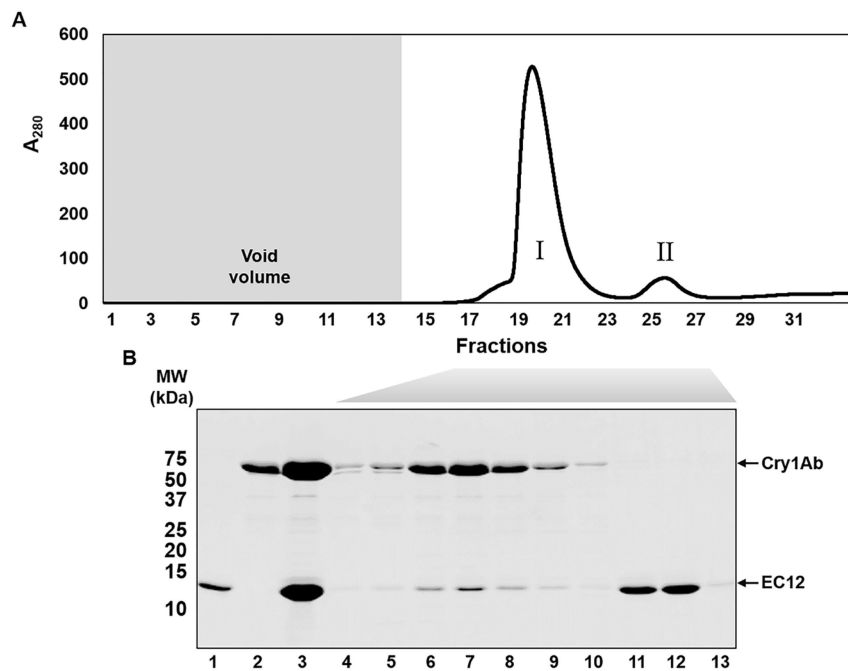 A
600
500
400
300
200
100
0
A280
Void
volume
I
II
1 3 5 7 9 11 13 15 17 19 21 23 25 27 29 31
Fractions
B
MW
(kDa)
75
50
37
25
20
15
10
Cry1Ab
EC12
1 2 3 4 5 6 7 8 9 10 11 12 13